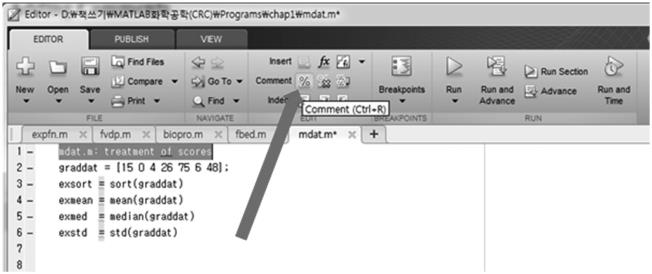 Editor - D:₩책쓰기₩MATLAB화학공학(CRC)₩Programs₩chap1₩mdat.m*
EDITOR PUBLISH VIEW
Find Files Insert fx
New Open Save Compare Go To Comment Breakpoints Run Run and Advance Run Section Run and Time
Print Find Indent Advance
Comment (Ctrl+R)
FILE NAVIGATE EDIT BREAKPOINTS RUN
expfn.m × fvdp.m × biopro.m × fbed.m × mdat.m* × +
1 – mdat.m: treatment of scores
2 – graddat = [15 0 4 26 75 6 48];
3 – exsort = sort(graddat)
4 – exmean = mean(graddat)
5 – exmed = median(graddat)
6 – exstd = std(graddat)
7
8